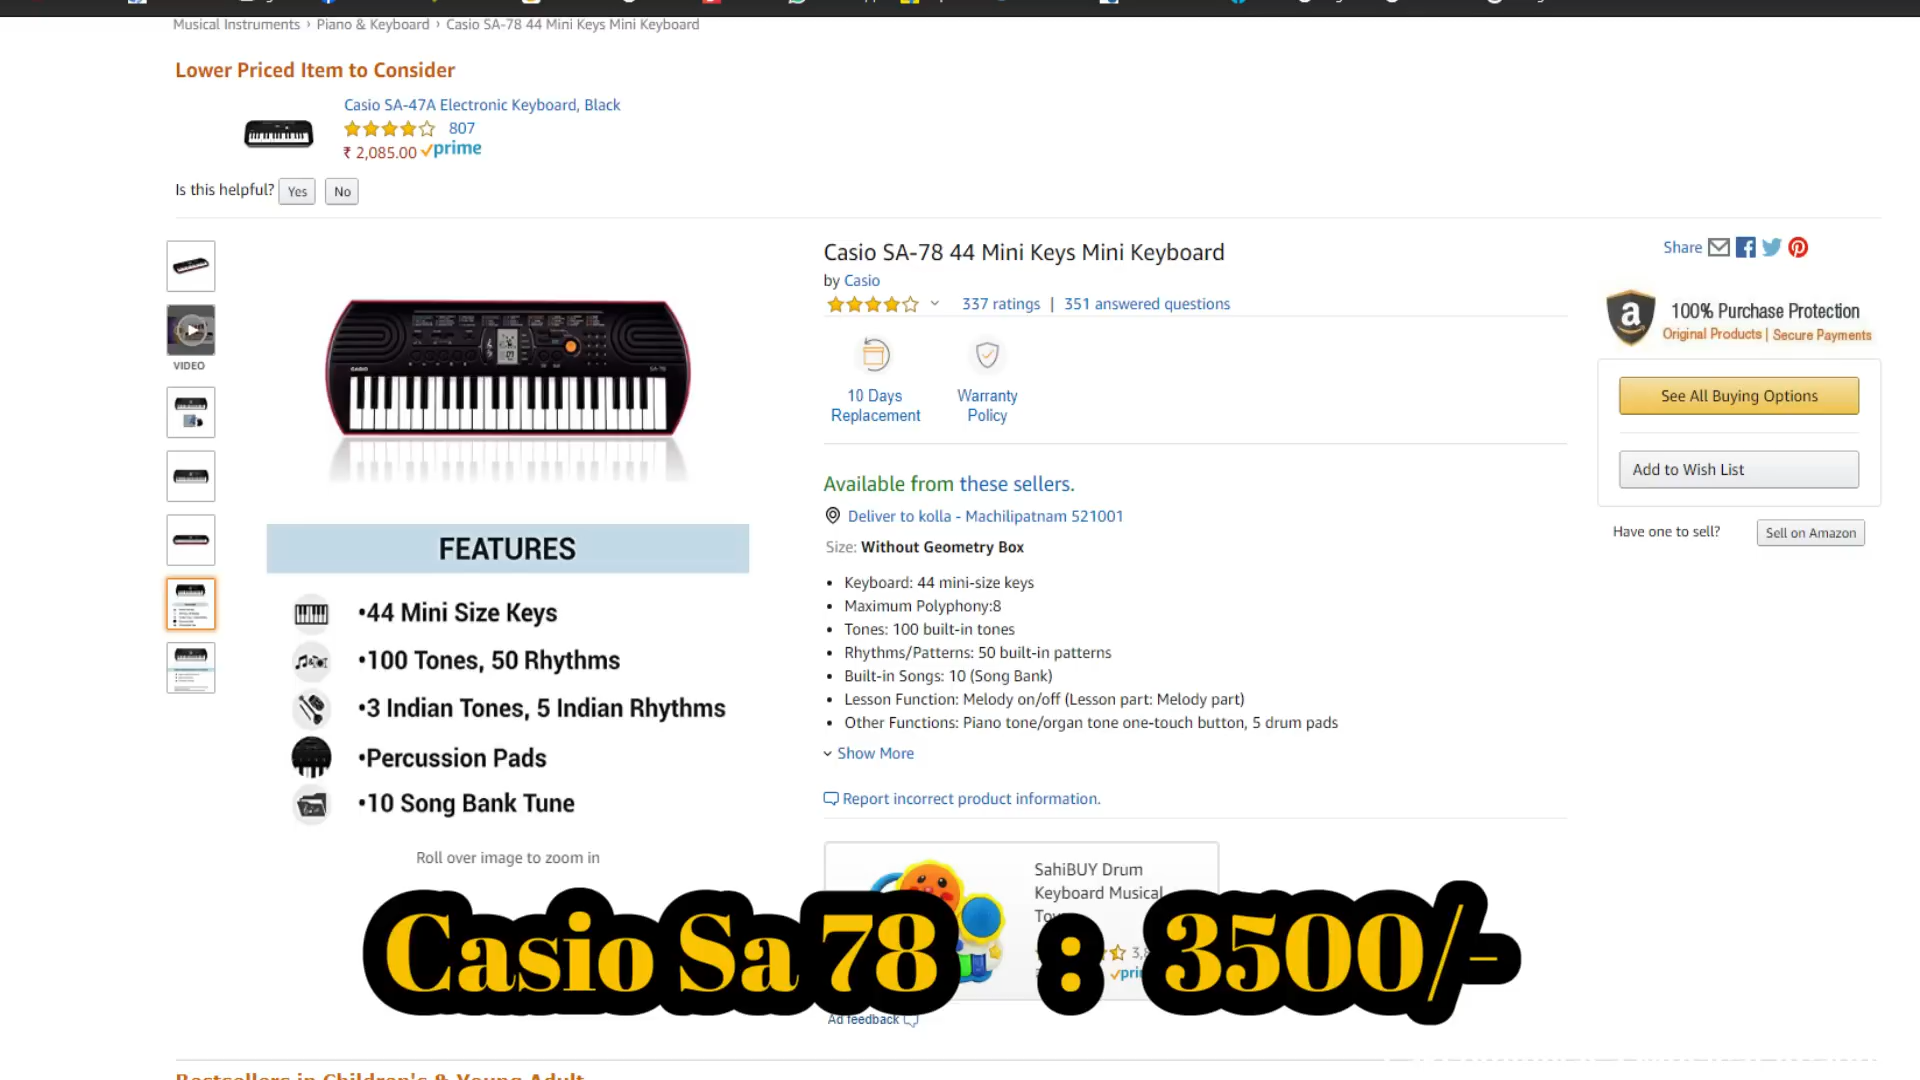 Musical Instruments › Piano & Keyboard › Casio SA-78 44 Mini Keys Mini Keyboard
Lower Priced Item to Consider
Casio SA-47A Electronic Keyboard, Black
807
₹ 2,085.00 prime
Is this helpful? Yes No
Casio SA-78 44 Mini Keys Mini Keyboard
by Casio
337 ratings | 351 answered questions
10 Days
Replacement
Warranty
Policy
Available from these sellers.
Deliver to kolla - Machilipatnam 521001
Size: Without Geometry Box
• Keyboard: 44 mini-size keys
• Maximum Polyphony:8
• Tones: 100 built-in tones
• Rhythms/Patterns: 50 built-in patterns
• Built-in Songs: 10 (Song Bank)
• Lesson Function: Melody on/off (Lesson part: Melody part)
• Other Functions: Piano tone/organ tone one-touch button, 5 drum pads
Show More
Report incorrect product information.
VIDEO
CASIO
SA-78
FEATURES
•44 Mini Size Keys
•100 Tones, 50 Rhythms
•3 Indian Tones, 5 Indian Rhythms
•Percussion Pads
•10 Song Bank Tune
Roll over image to zoom in
Share
a
100% Purchase Protection
Original Products | Secure Payments
See All Buying Options
Add to Wish List
Have one to sell? Sell on Amazon
SahiBUY Drum
Keyboard Musical
Casio Sa 78 : 3500/-
Ad feedback
Bestsellers in Children's & Young Adult